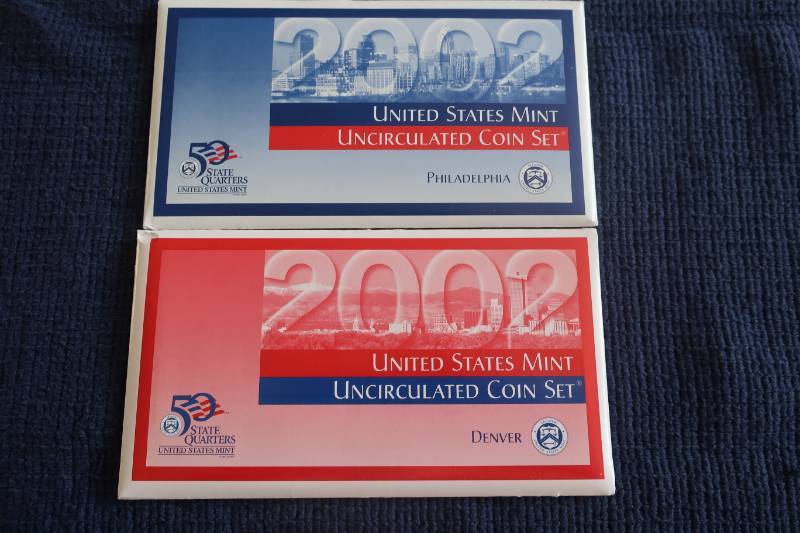 2002
UNITED STATES MINT
UNCIRCULATED COIN SET®
50
STATE
QUARTERS
UNITED STATES MINT
PHILADELPHIA
2002
UNITED STATES MINT
UNCIRCULATED COIN SET®
50
STATE
QUARTERS
UNITED STATES MINT
DENVER